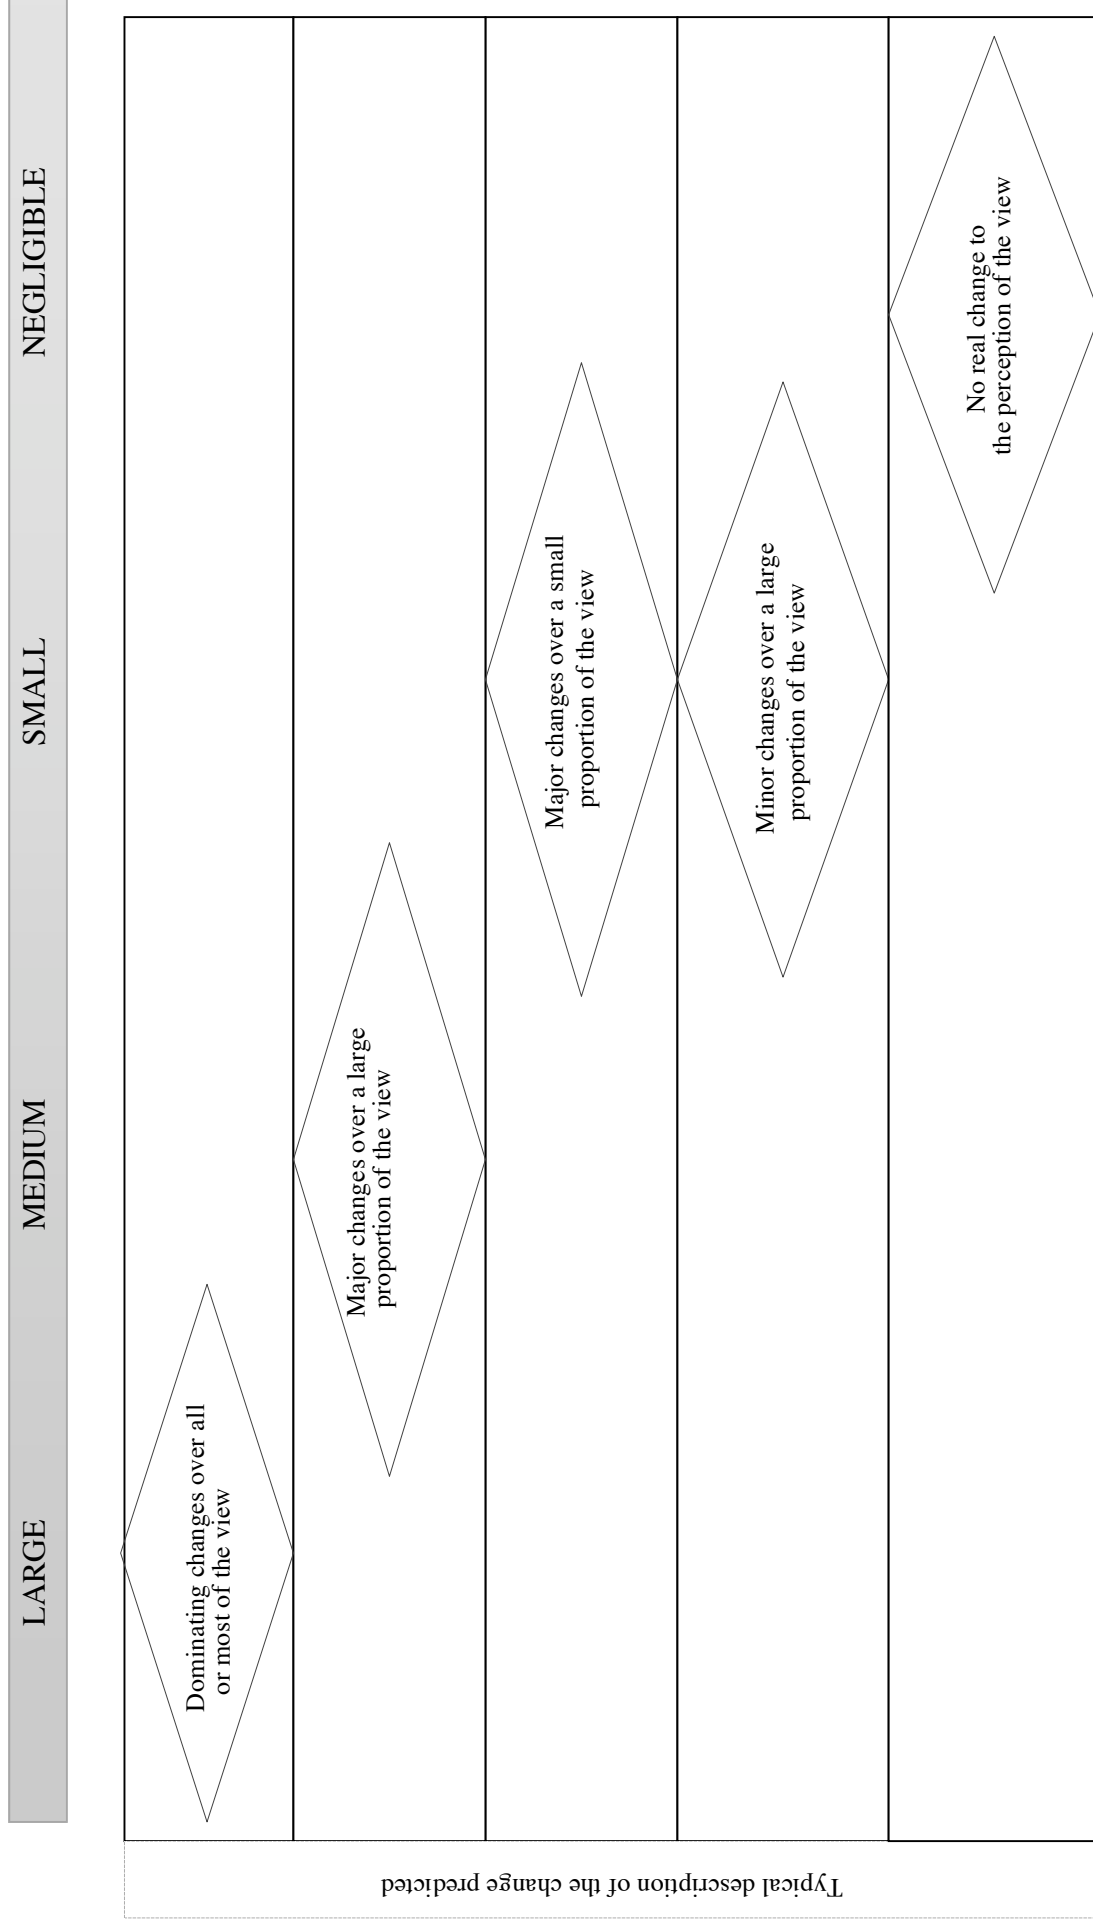 LARGE
MEDIUM
SMALL
NEGLIGIBLE
Typical description of the change predicted
Dominating changes over all
or most of the view
Major changes over a large
proportion of the view
Major changes over a small
proportion of the view
Minor changes over a large
proportion of the view
No real change to
the perception of the view